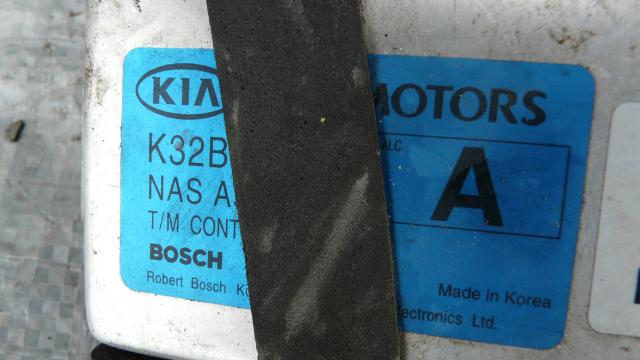 KIA MOTORS
K32B
ALC
A
NAS A
T/M CONT
BOSCH
Made in Korea
Robert Bosch K
ectronics Ltd.